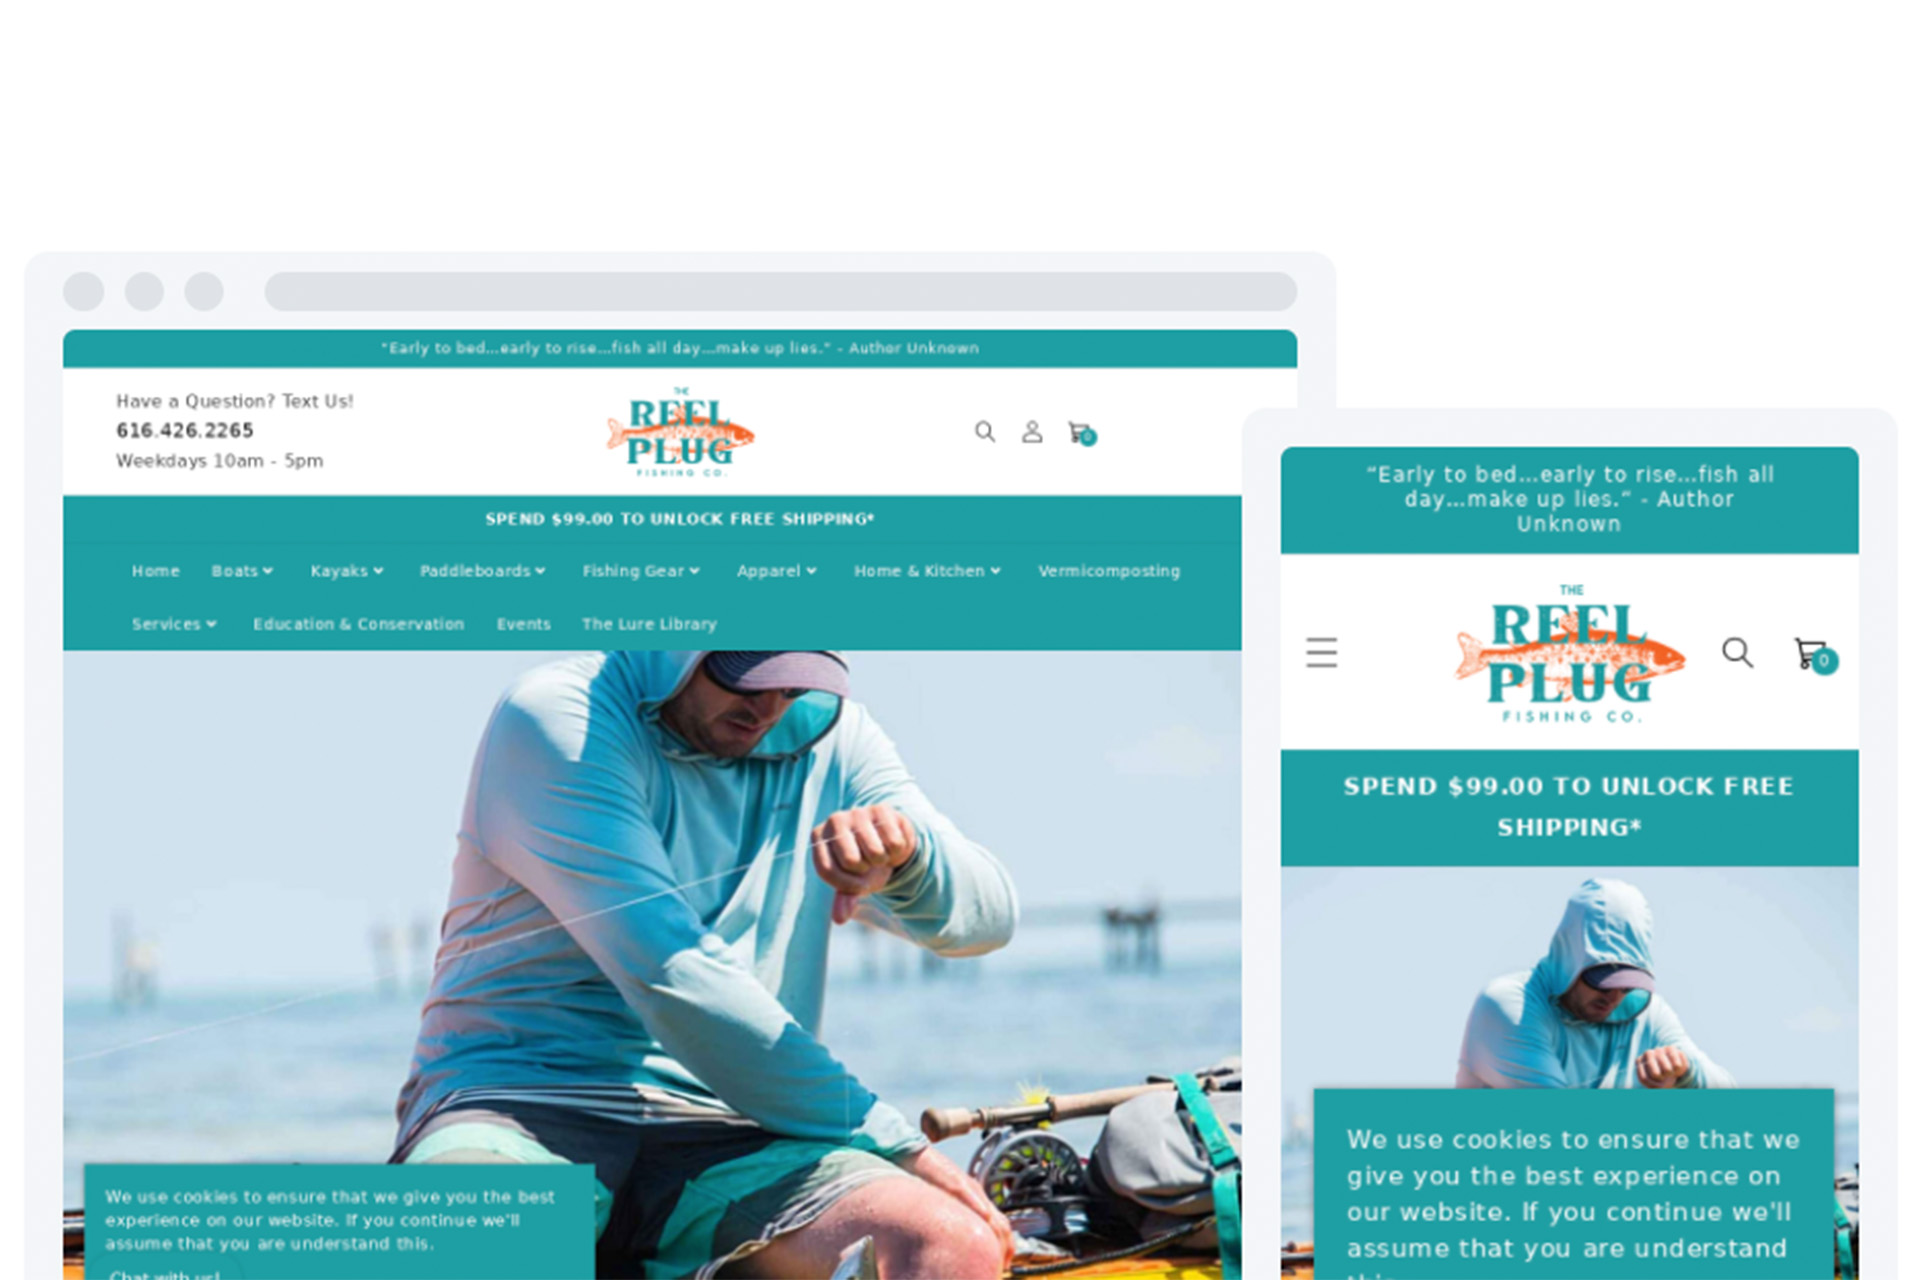 "Early to bed...early to rise...fish all day...make up lies." - Author Unknown
Have a Question? Text Us!
616.426.2265
Weekdays 10am - 5pm
THE
REEL
PLUG
FISHING CO.
0
SPEND $99.00 TO UNLOCK FREE SHIPPING*
Home Boats Kayaks Paddleboards Fishing Gear Apparel Home & Kitchen Vermicomposting
Services Education & Conservation Events The Lure Library
We use cookies to ensure that we give you the best
experience on our website. If you continue we'll
assume that you are understand this.
Chat with us!
"Early to bed...early to rise...fish all
day...make up lies." - Author
Unknown
THE
REEL
PLUG
FISHING CO.
0
SPEND $99.00 TO UNLOCK FREE
SHIPPING*
We use cookies to ensure that we
give you the best experience on
our website. If you continue we'll
assume that you are understand
this.